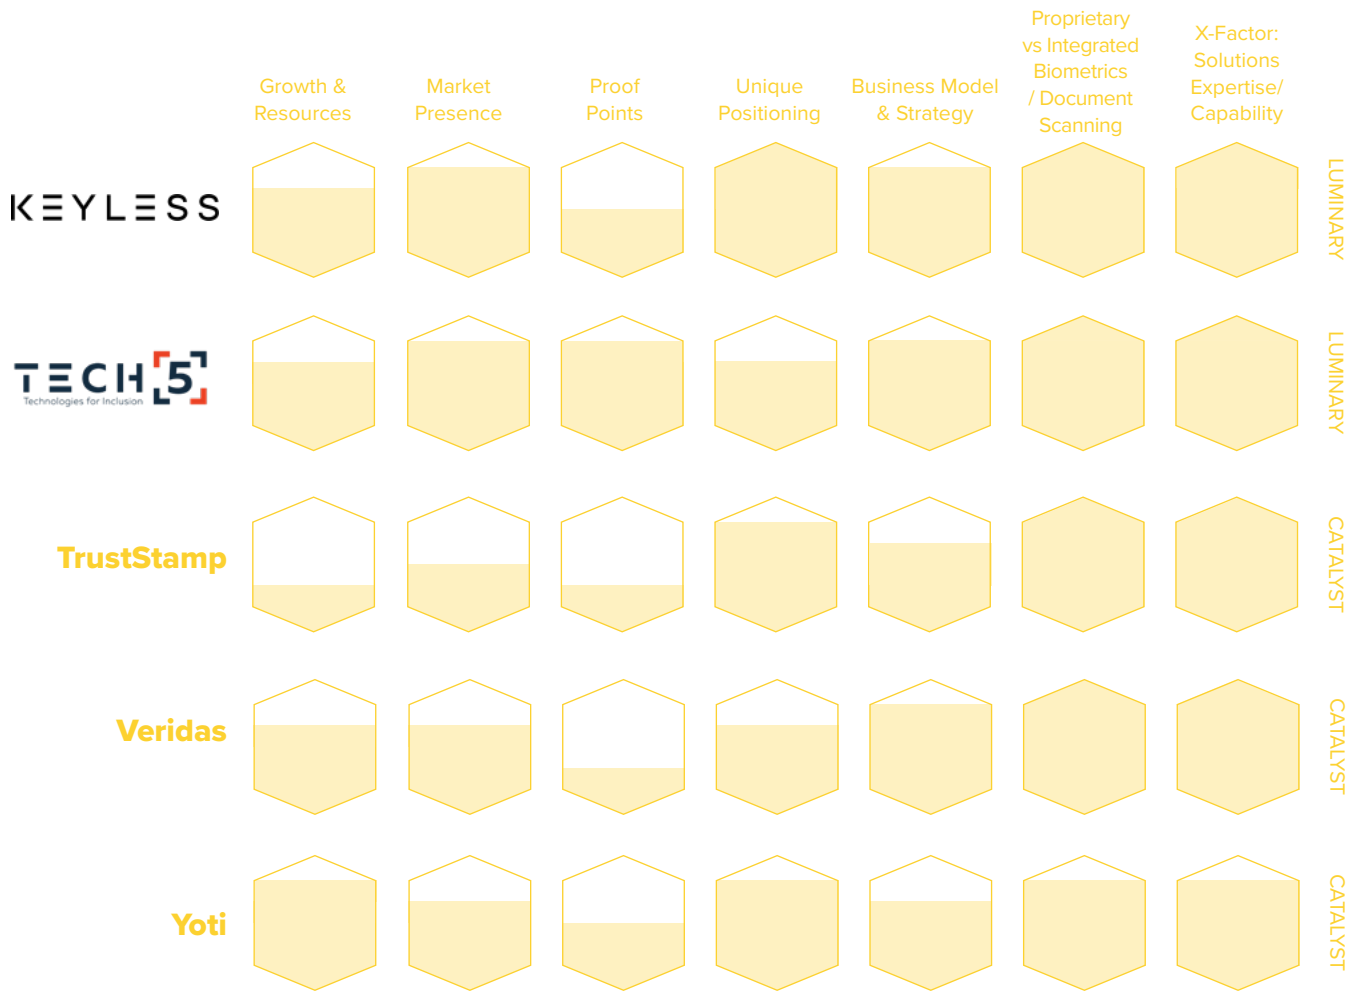 Growth &
Resources
Market
Presence
Proof
Points
Unique
Positioning
Business Model
& Strategy
Proprietary
vs Integrated
Biometrics
/ Document
Scanning
X-Factor:
Solutions
Expertise/
Capability
KEYLESS
LUMINARY
TECH5
Technologies for Inclusion
LUMINARY
TrustStamp
CATALYST
Veridas
CATALYST
Yoti
CATALYST